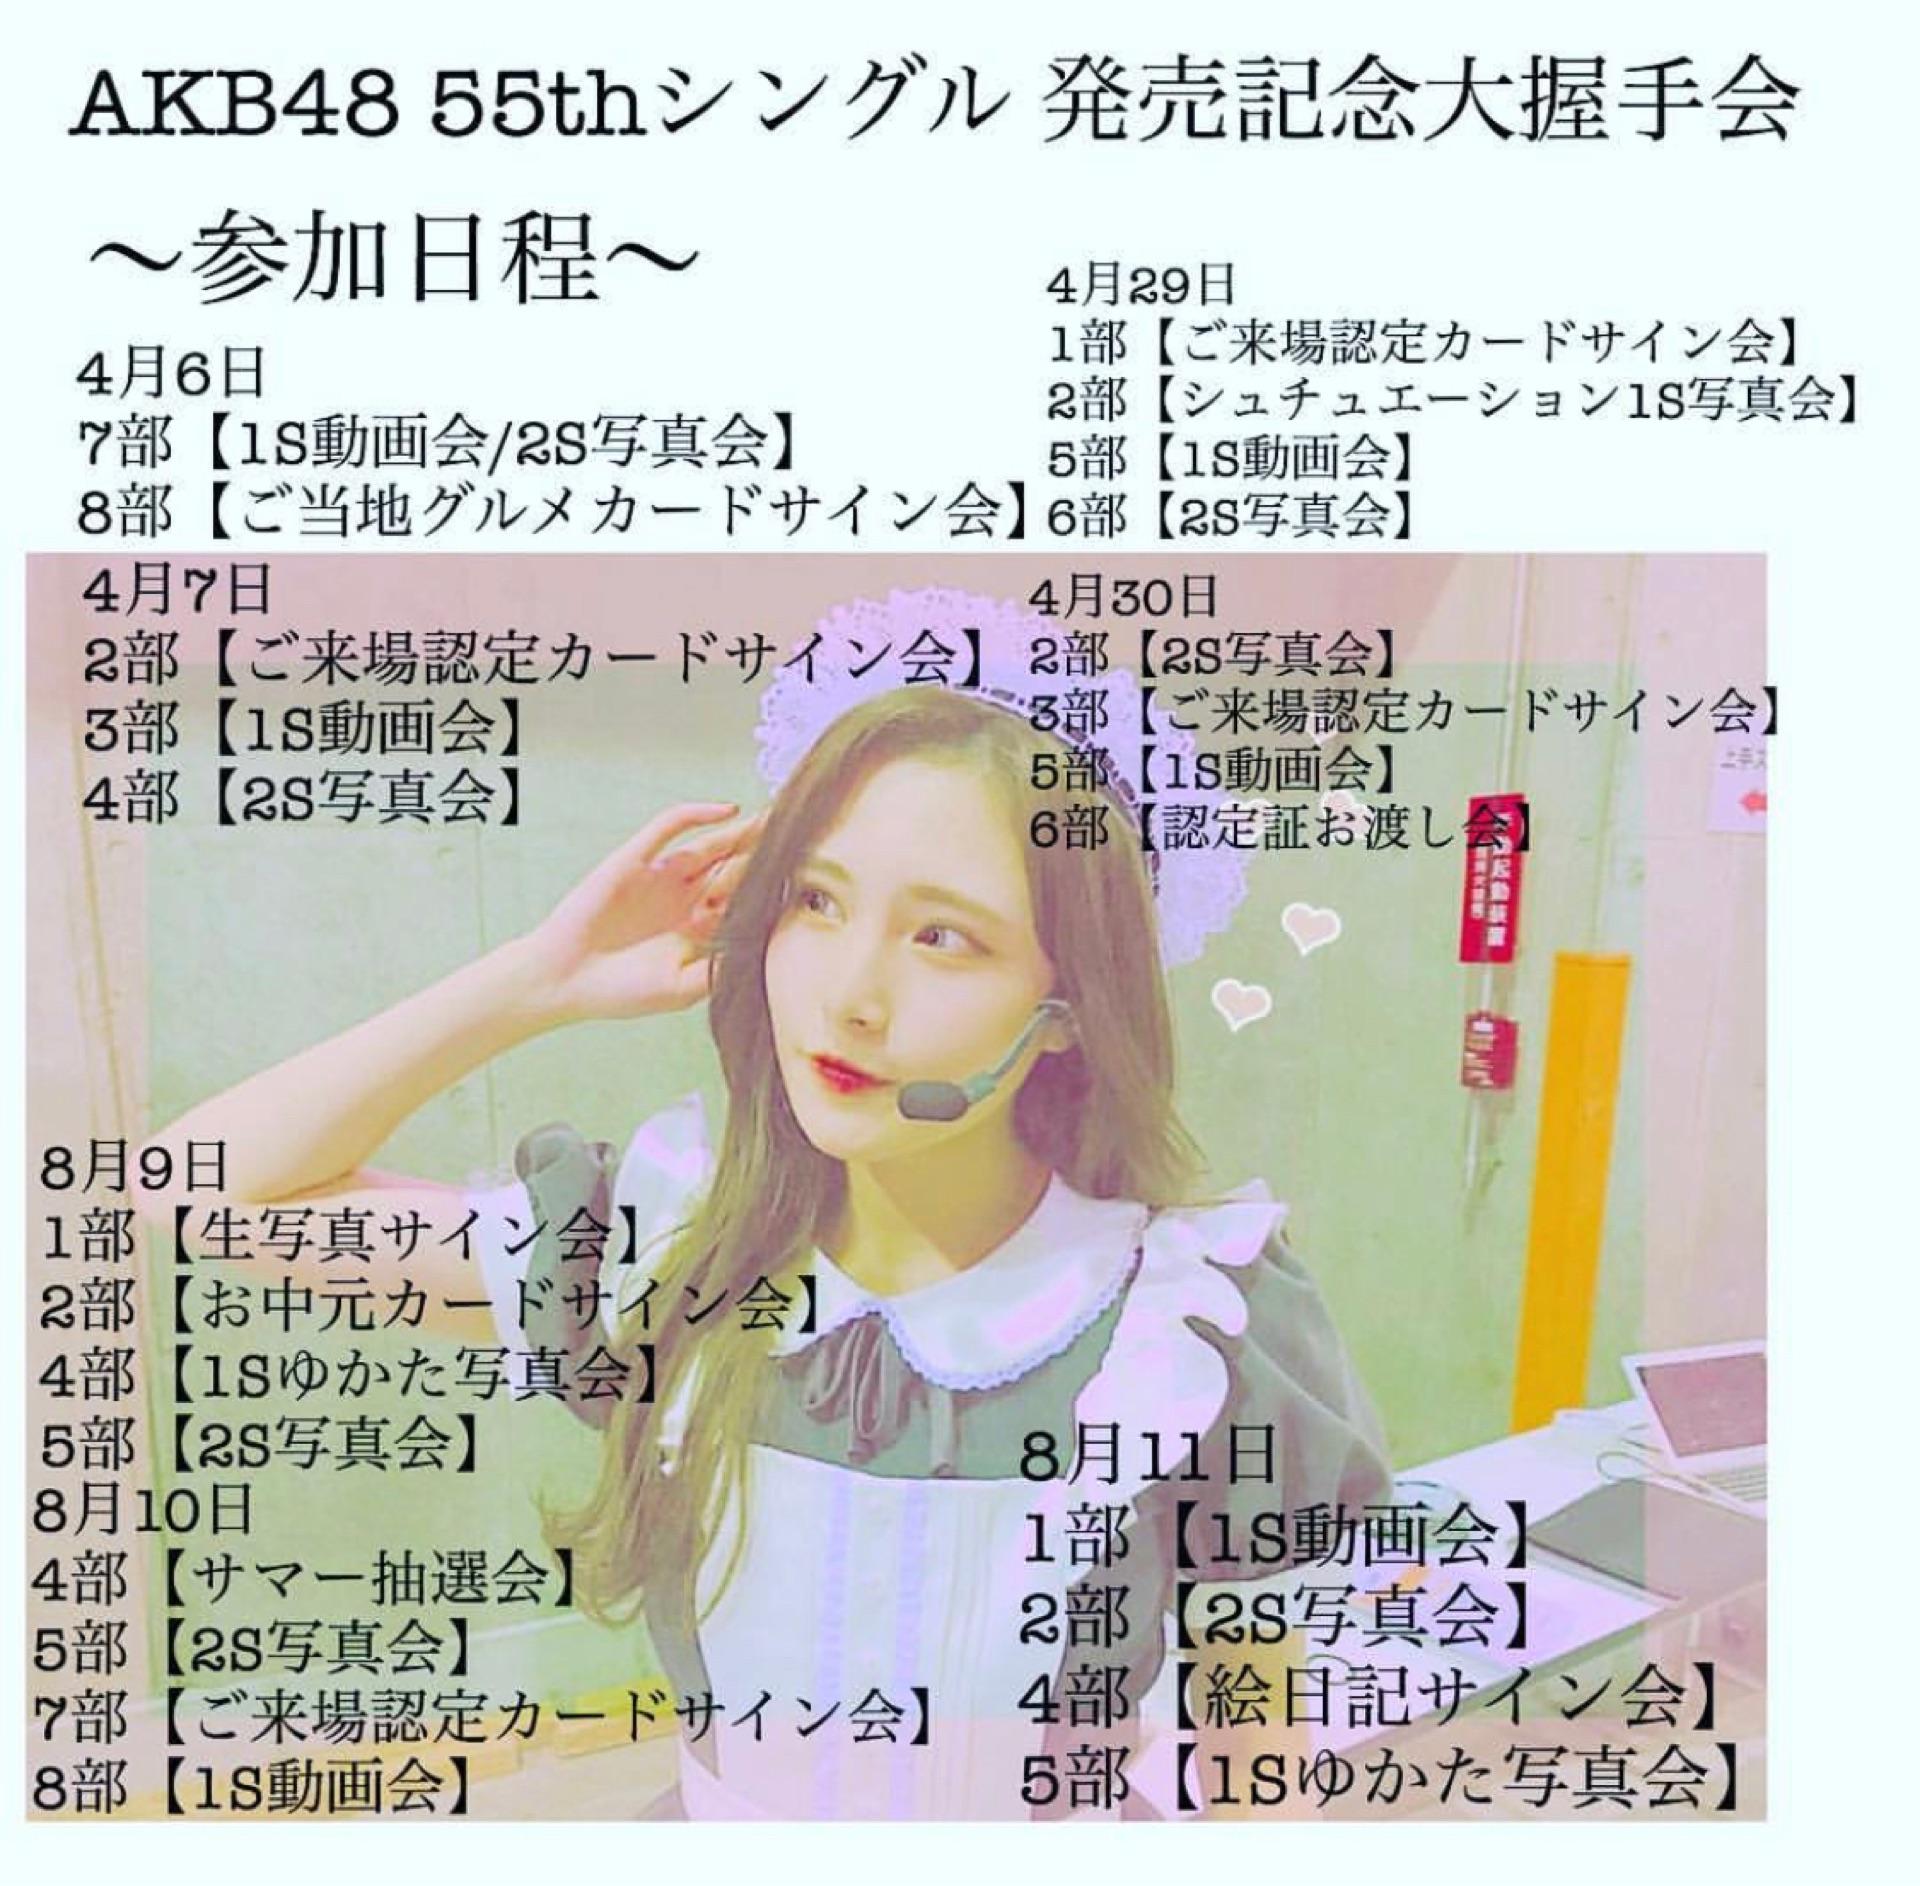 AKB48 55thシングル 発売記念大握手会
～参加日程～
4月6日
7部【1S動画会/2S写真会】
8部【ご当地グルメカードサイン会】
4月7日
2部【ご来場認定カードサイン会】
3部【1S動画会】
4部【2S写真会】
4月29日
1部【ご来場認定カードサイン会】
2部【シュチュエーション1S写真会】
5部【1S動画会】
6部【2S写真会】
4月30日
2部【2S写真会】
3部【ご来場認定カードサイン会】
5部【1S動画会】
6部【認定証お渡し会】
8月9日
1部【生写真サイン会】
2部【お中元カードサイン会】
4部【1Sゆかた写真会】
5部【2S写真会】
8月10日
4部【サマー抽選会】
5部【2S写真会】
7部【ご来場認定カードサイン会】
8部【1S動画会】
8月11日
1部【1S動画会】
2部【2S写真会】
4部【絵日記サイン会】
5部【1Sゆかた写真会】
起動装置